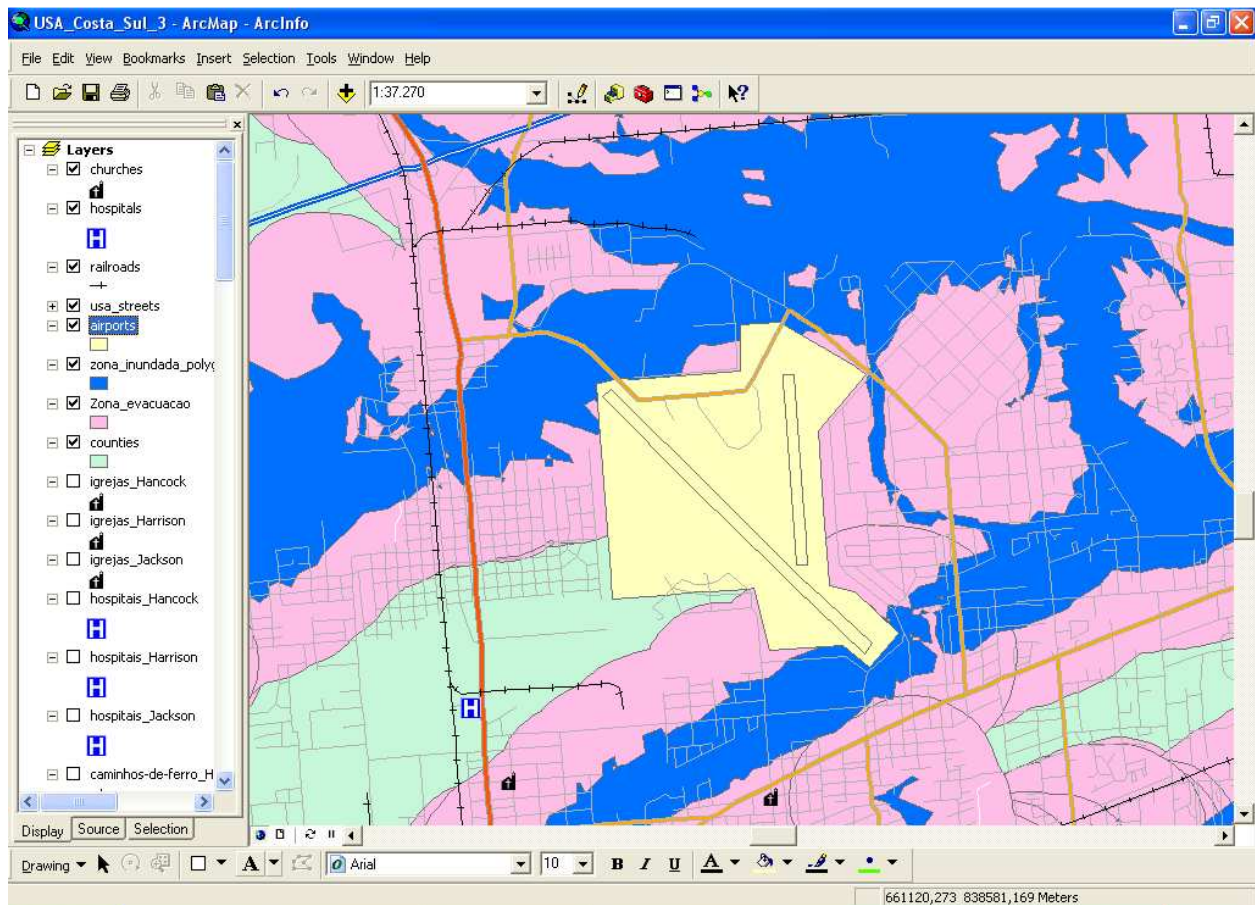 USA_Costa_Sul_3 - ArcMap - ArcInfo
File Edit View Bookmarks Insert Selection Tools Window Help
1:37.270
Layers
churches
hospitals
H
railroads
usa_streets
airports
zona_inundada_polyg
Zona_evacuacao
counties
igrejas_Hancock
igrejas_Harrison
igrejas_Jackson
hospitais_Hancock
H
hospitais_Harrison
H
hospitais_Jackson
H
caminhos-de-ferro_H
H
Display Source Selection
Drawing A Arial 10 B I U A
661120,273 838581,169 Meters